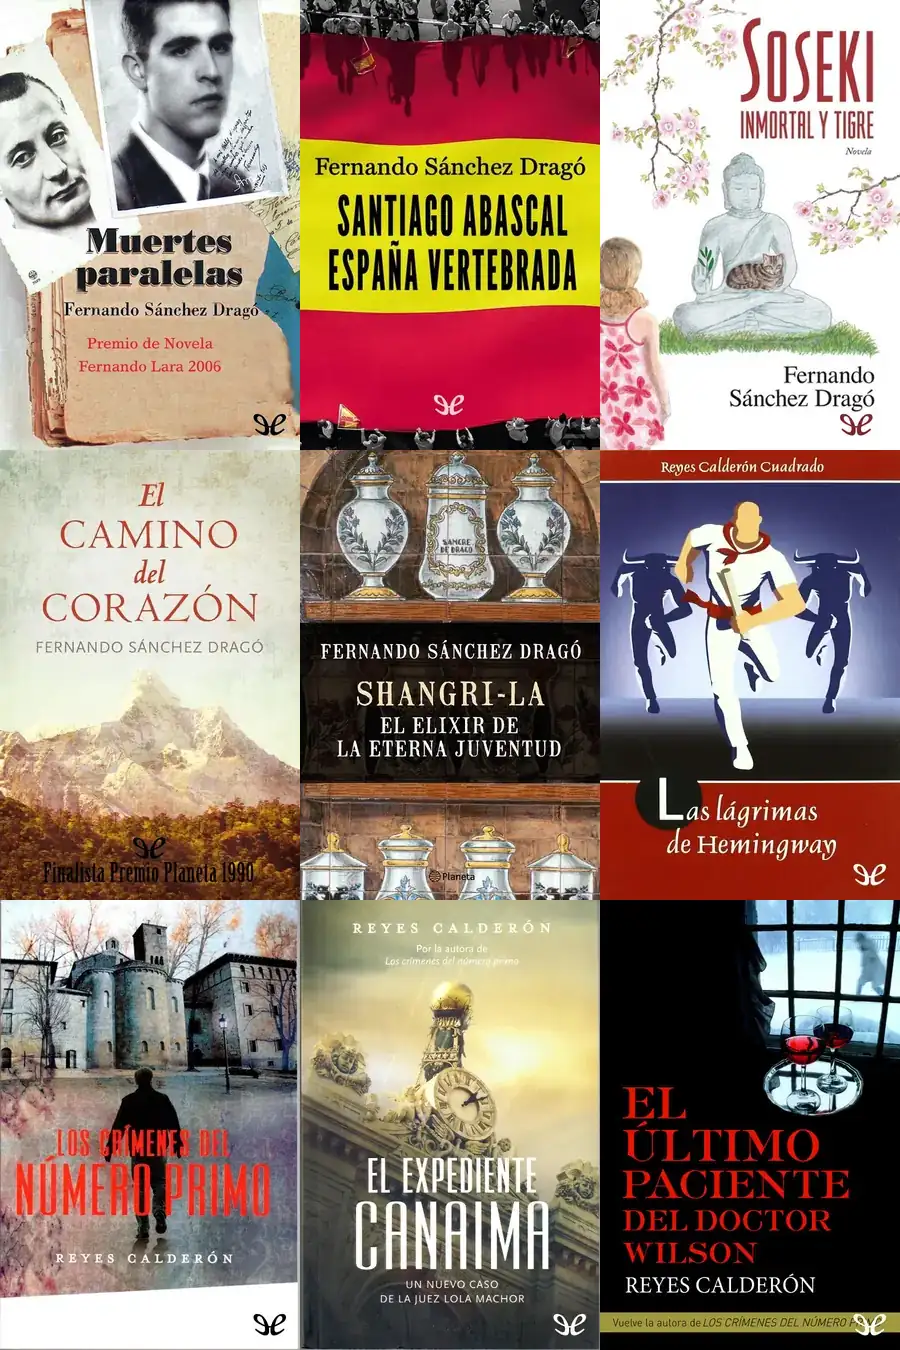 Muertes
paralelas
Fernando Sánchez Dragó
Premio de Novela
Fernando Lara 2006
Fernando Sánchez Dragó
SANTIAGO ABASCAL
ESPAÑA VERTEBRADA
SOSEKI
INMORTAL Y TIGRE
Novela
Fernando
Sánchez Dragó
El
CAMINO
del
CORAZÓN
FERNANDO SÁNCHEZ DRAGÓ
Finalista Premio Planeta 1990
SANGRE
DE DRAGO
FERNANDO SÁNCHEZ DRAGÓ
SHANGRI-LA
EL ELIXIR DE
LA ETERNA JUVENTUD
Planeta
Reyes Calderón Cuadrado
Las lágrimas
de Hemingway
LOS CRÍMENES DEL
NÚMERO PRIMO
REYES CALDERÓN
REYES CALDERÓN
Por la autora de
Los crímenes del número primo
EL EXPEDIENTE
CANAIMA
UN NUEVO CASO
DE LA JUEZ LOLA MACHOR
EL
ÚLTIMO
PACIENTE
DEL DOCTOR
WILSON
REYES CALDERÓN
Vuelve la autora de LOS CRÍMENES DEL NÚMERO